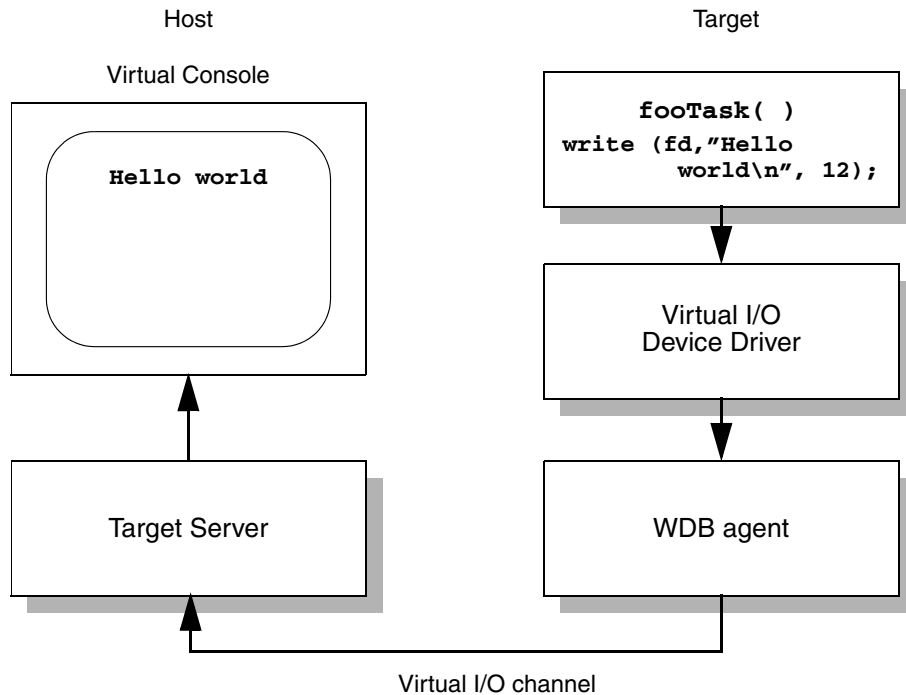 Host
Target
Virtual Console
Hello world
fooTask( )
write (fd,”Hello
world\n”, 12);
Virtual I/O
Device Driver
Target Server
WDB agent
Virtual I/O channel